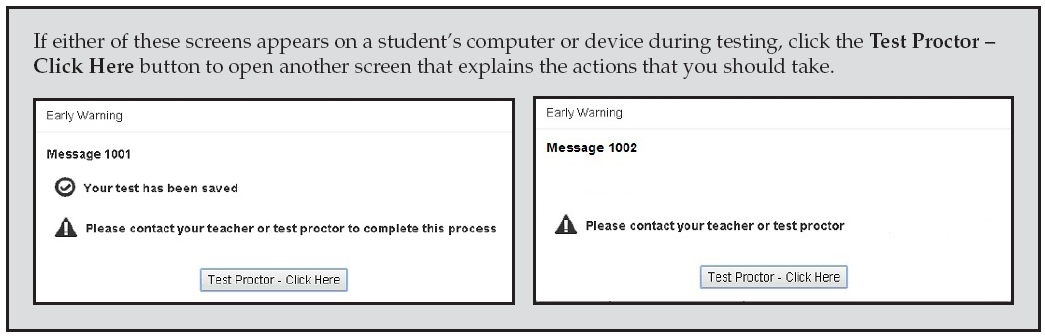 If either of these screens appears on a student’s computer or device during testing, click the Test Proctor –
Click Here button to open another screen that explains the actions that you should take.
Early Warning
Message 1001
Your test has been saved
Please contact your teacher or test proctor to complete this process
Test Proctor - Click Here
Early Warning
Message 1002
Please contact your teacher or test proctor
Test Proctor - Click Here